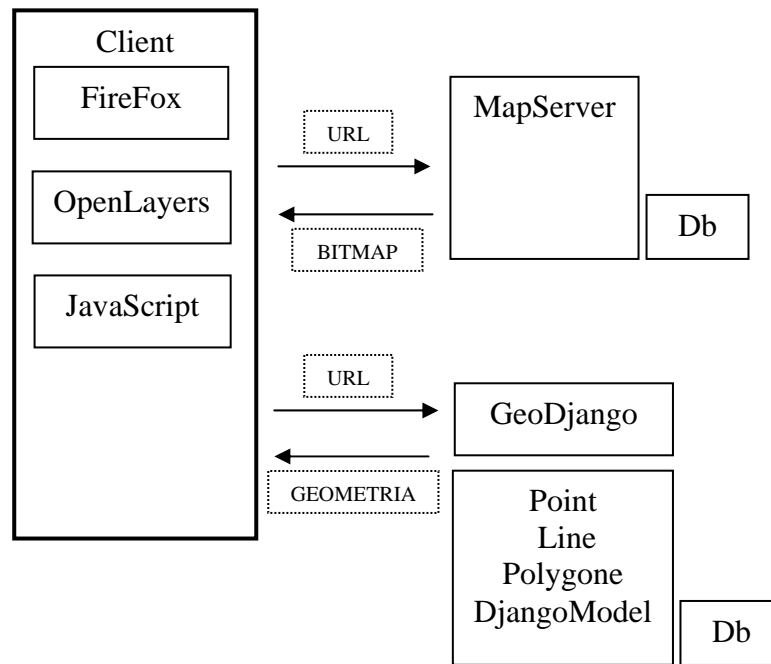 Client
FireFox
OpenLayers
JavaScript
URL
MapServer
BITMAP
Db
URL
GeoDjango
GEOMETRIA
Point
Line
Polygone
DjangoModel
Db